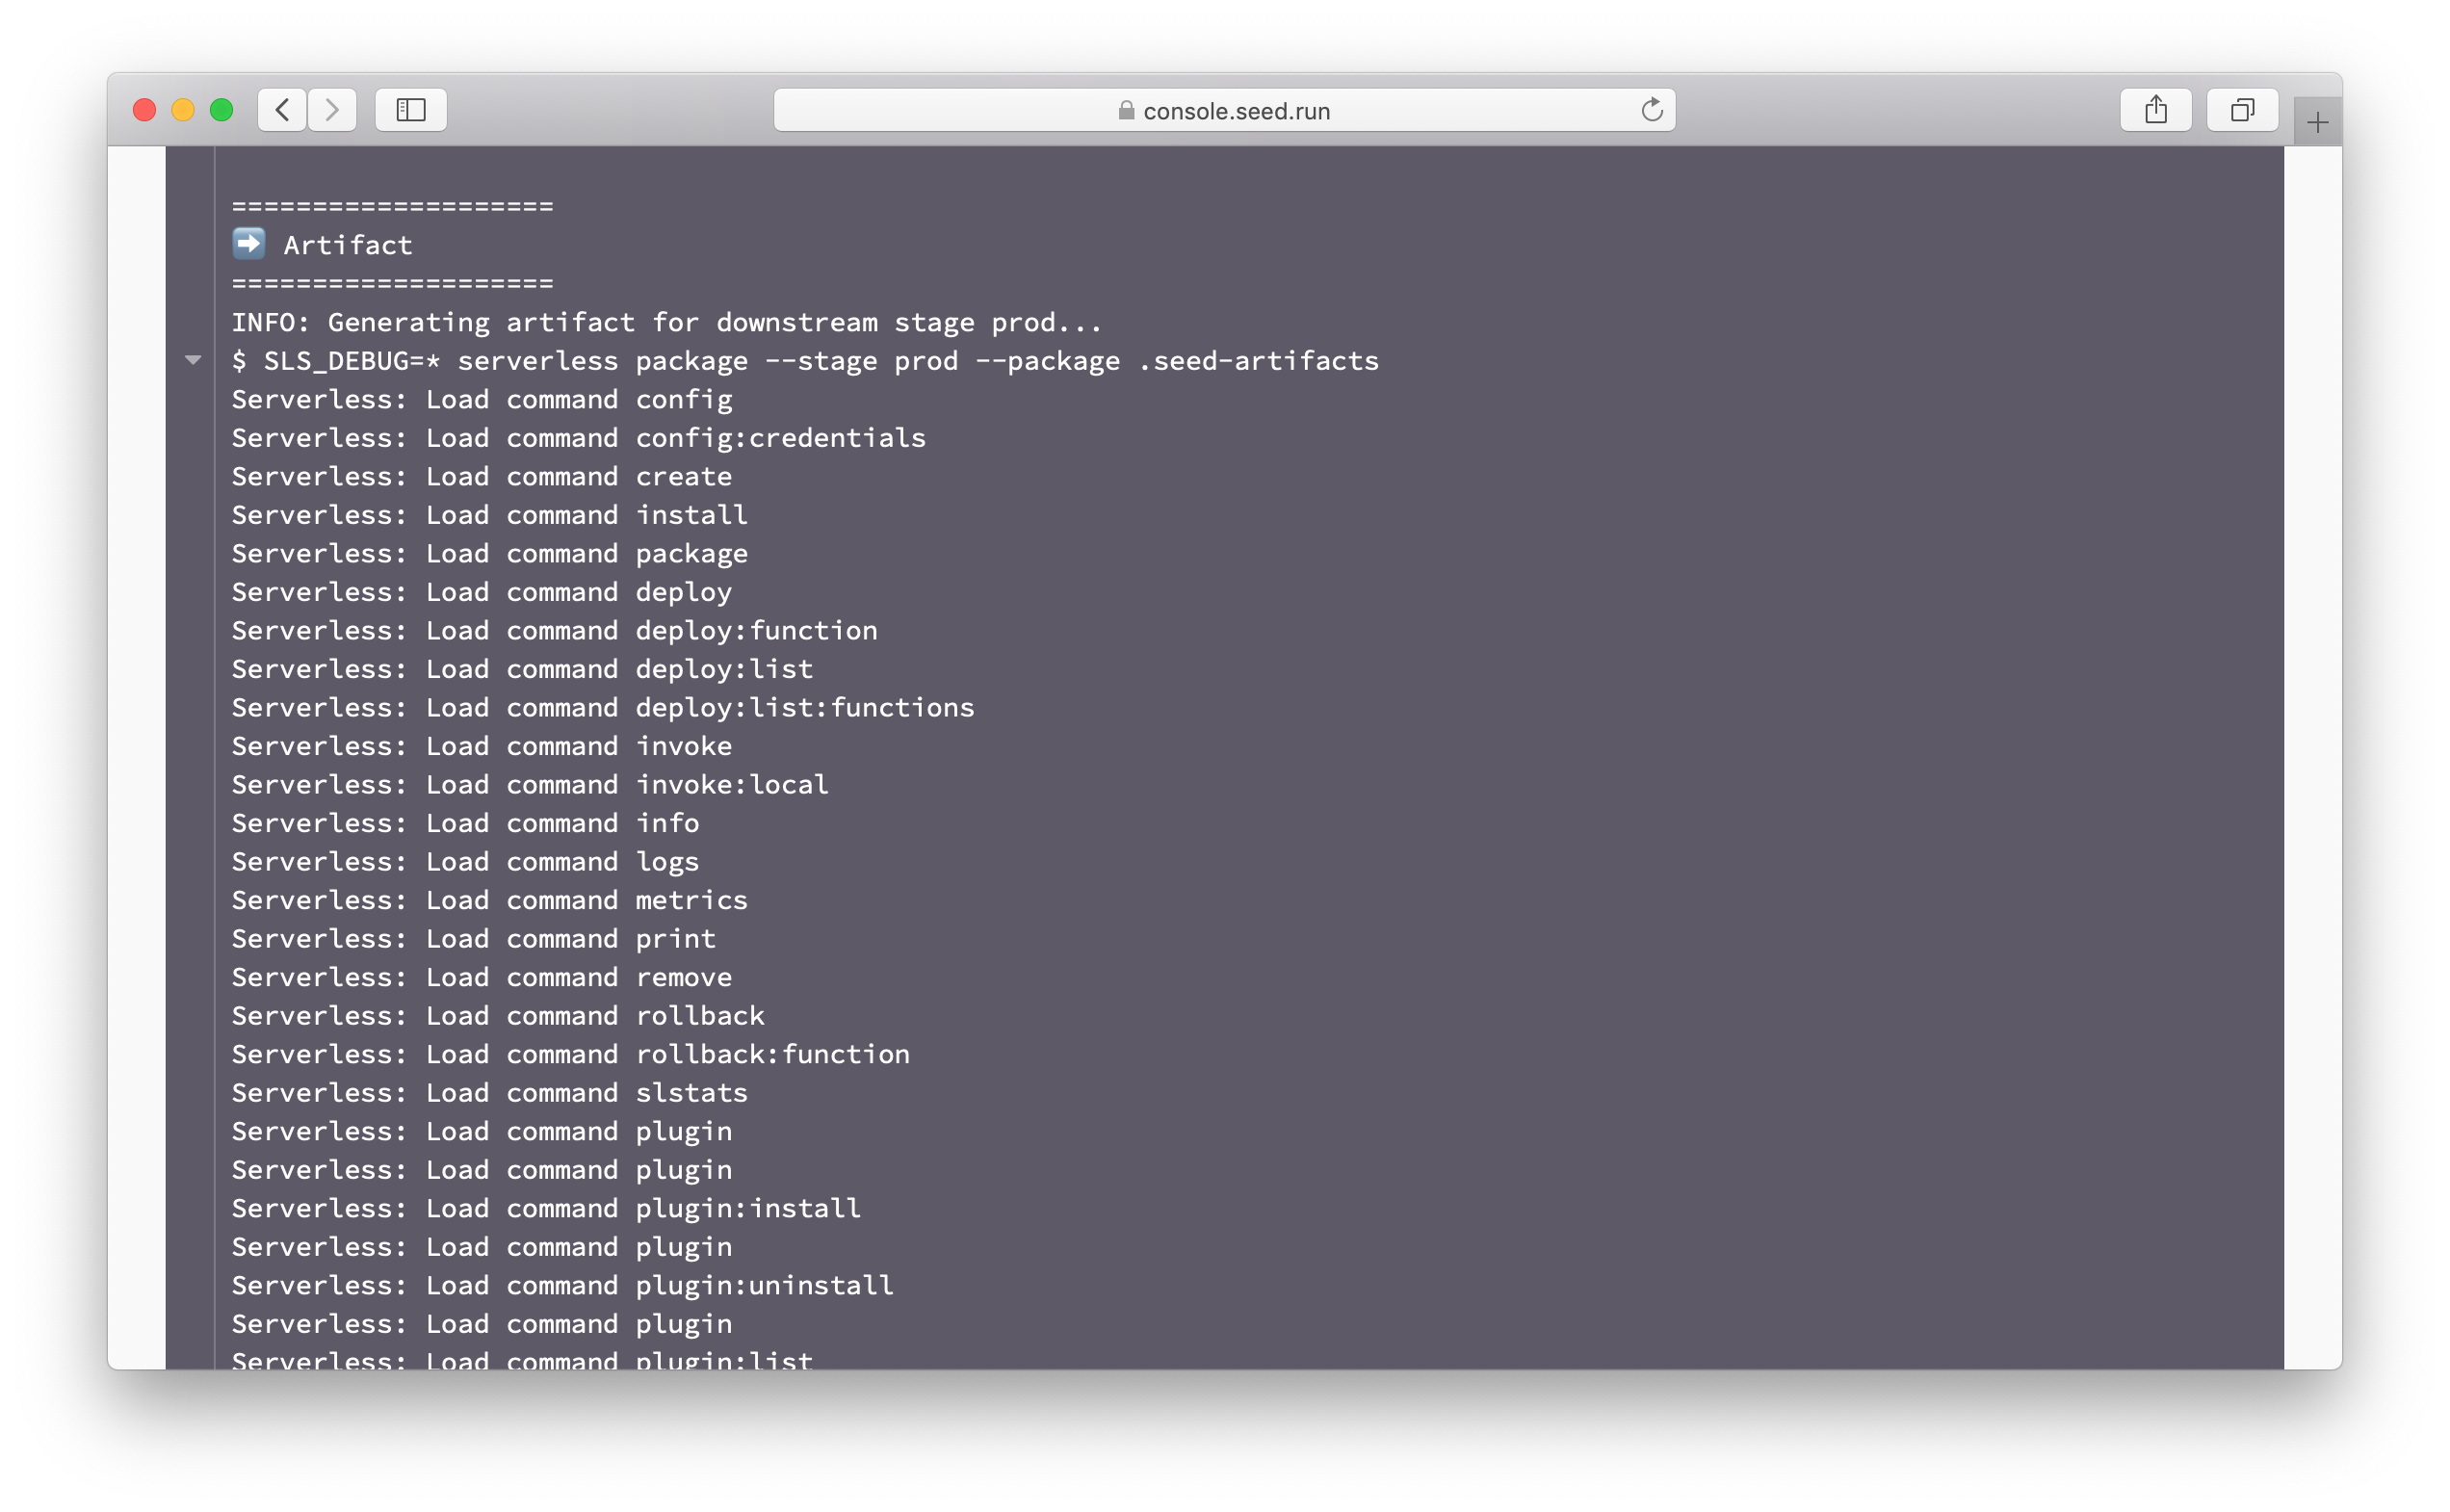 console.seed.run
====================
➡️ Artifact
====================
INFO: Generating artifact for downstream stage prod...
$ SLS_DEBUG=* serverless package --stage prod --package .seed-artifacts
Serverless: Load command config
Serverless: Load command config:credentials
Serverless: Load command create
Serverless: Load command install
Serverless: Load command package
Serverless: Load command deploy
Serverless: Load command deploy:function
Serverless: Load command deploy:list
Serverless: Load command deploy:list:functions
Serverless: Load command invoke
Serverless: Load command invoke:local
Serverless: Load command info
Serverless: Load command logs
Serverless: Load command metrics
Serverless: Load command print
Serverless: Load command remove
Serverless: Load command rollback
Serverless: Load command rollback:function
Serverless: Load command slstats
Serverless: Load command plugin
Serverless: Load command plugin
Serverless: Load command plugin:install
Serverless: Load command plugin
Serverless: Load command plugin:uninstall
Serverless: Load command plugin
Serverless: Load command plugin:list